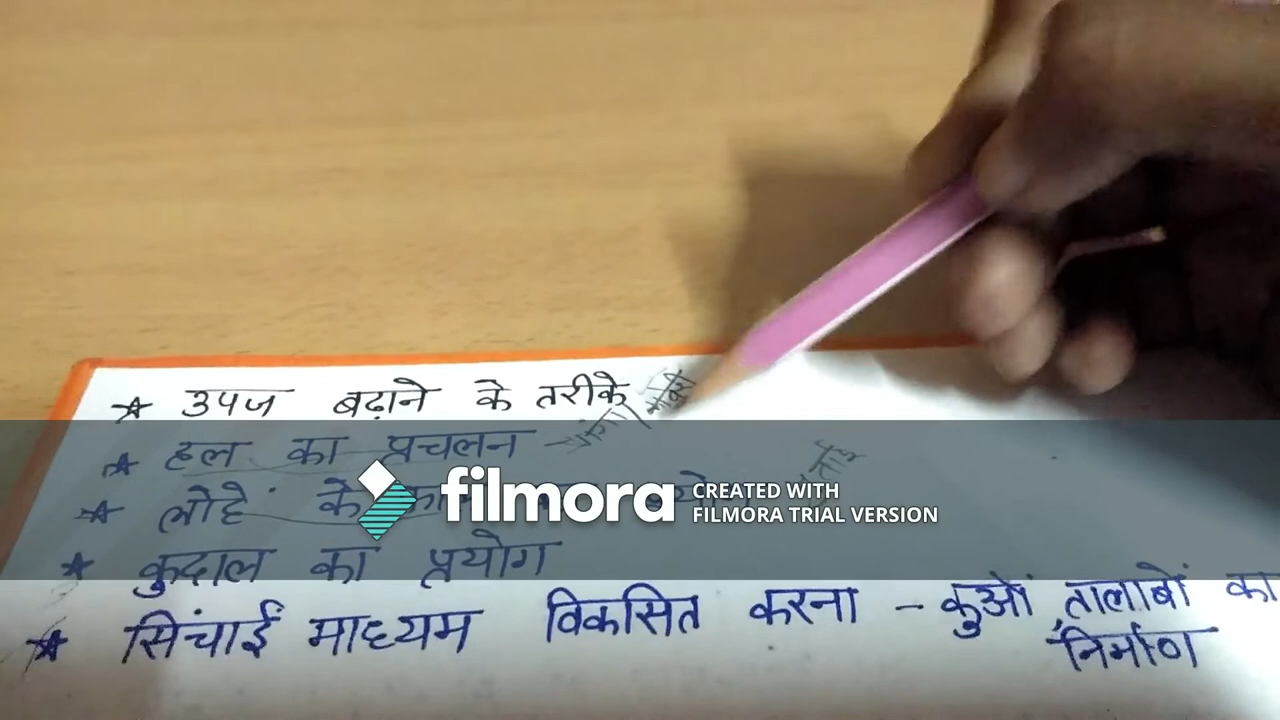 ☆ उपज बढ़ाने के तरीके
☆ हल का प्रचलन -
☆ लोहे के
☆ कुदाल का प्रयोग
☆ सिंचाई माध्यम विकसित करना - कुओं, तालाबों का
निर्माण
filmora
CREATED WITH
FILMORA TRIAL VERSION